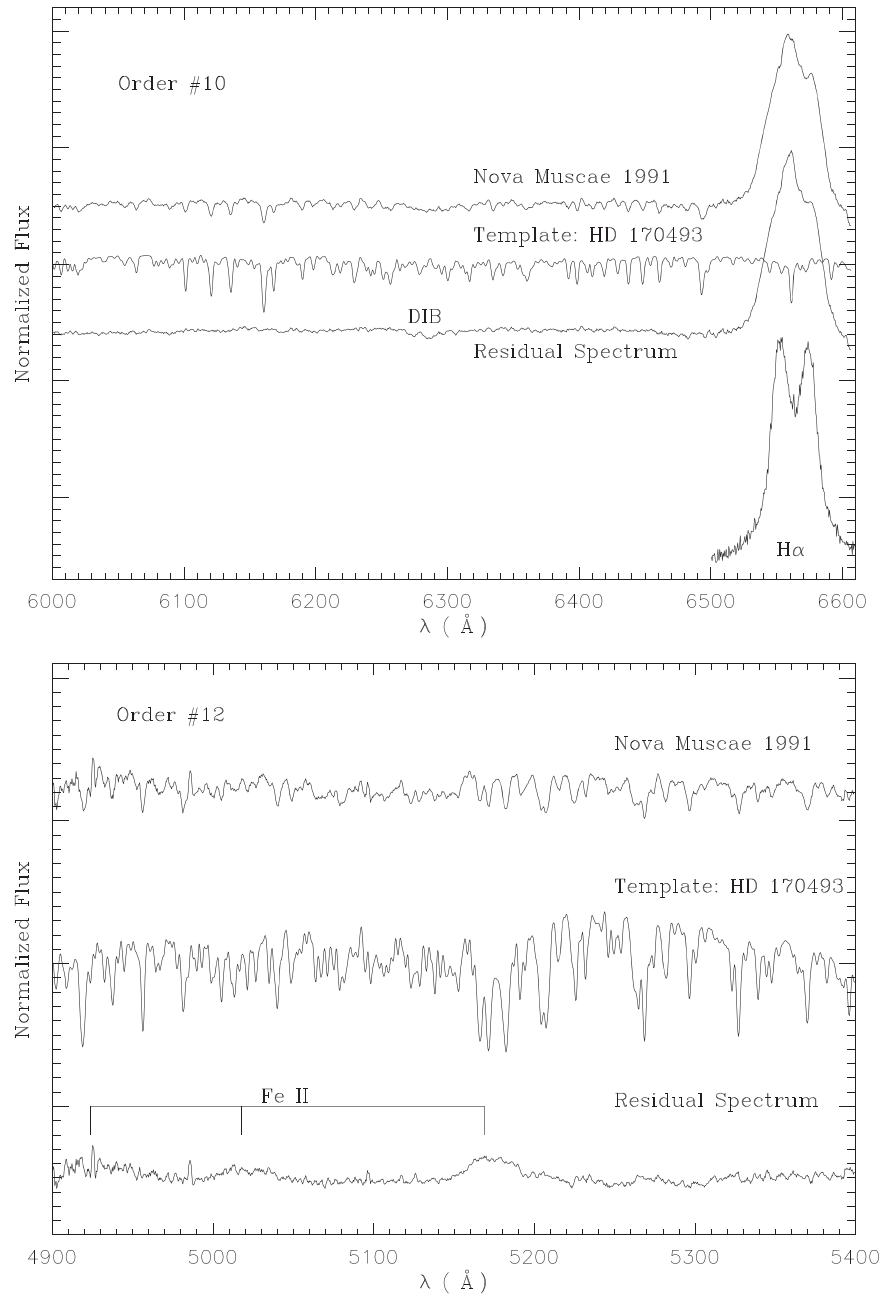 Order #10
Nova Muscae 1991
Template: HD 170493
DIB
Residual Spectrum
Hα
Normalized Flux
6000 6100 6200 6300 6400 6500 6600
λ ( Å )
Order #12
Nova Muscae 1991
Template: HD 170493
Fe II
Residual Spectrum
Normalized Flux
4900 5000 5100 5200 5300 5400
λ ( Å )